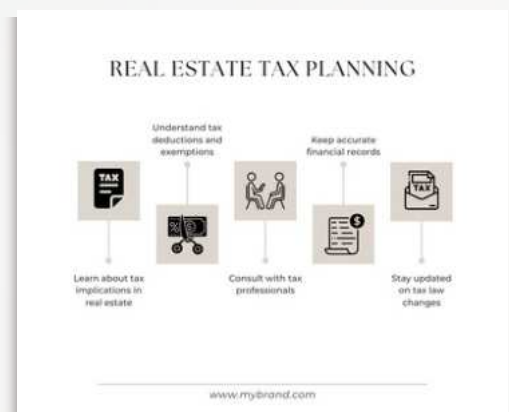 REAL ESTATE TAX PLANNING
Understand tax
deductions and
exemptions
Keep accurate
financial records
TAX
TAX
%
$
Learn about tax
implications in
real estate
Consult with tax
professionals
Stay updated
on tax law
changes
www.mybrand.com